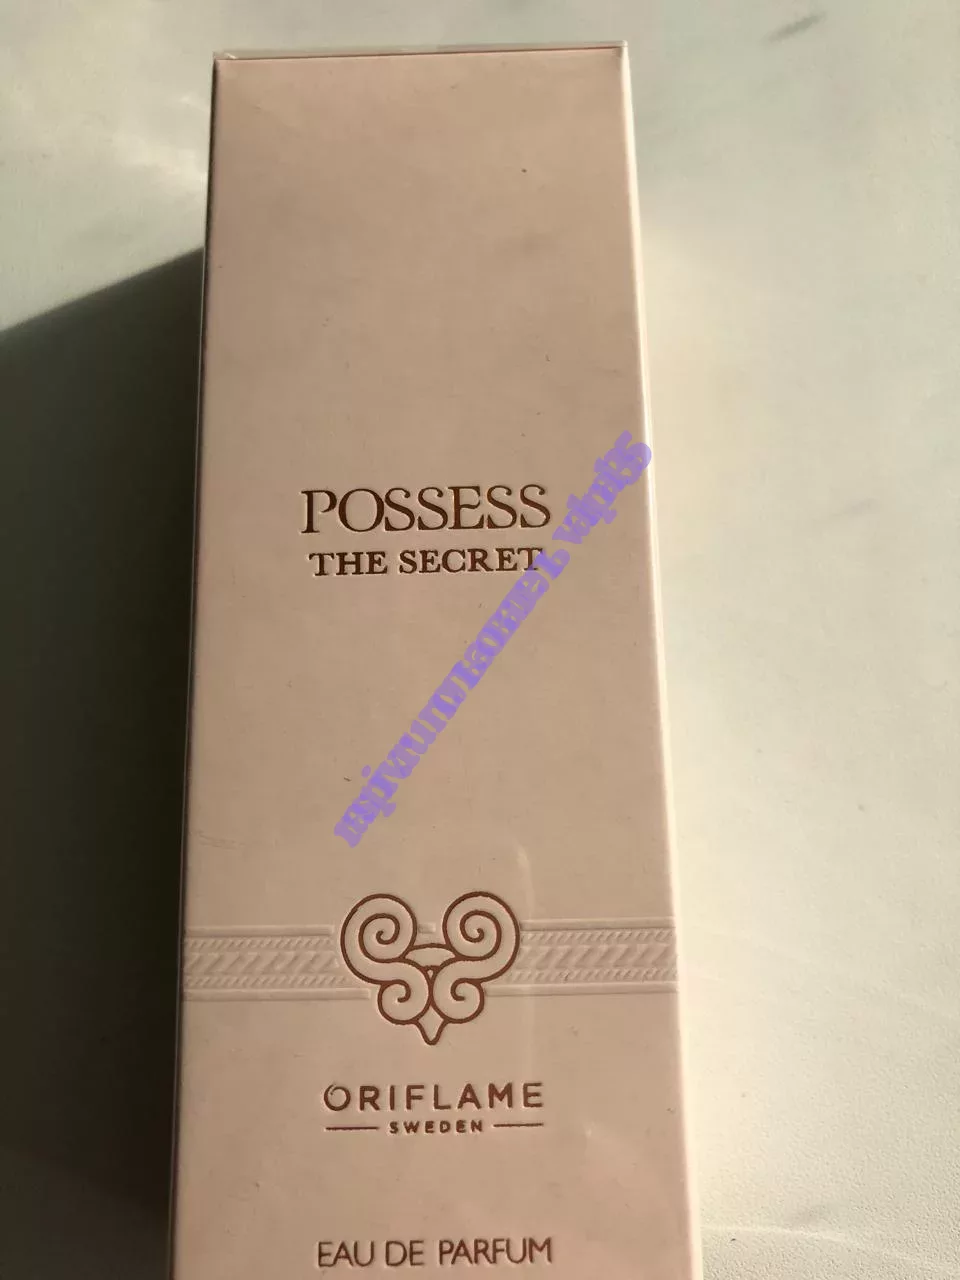 POSSESS
THE SECRET
ORIFLAME
SWEDEN
EAU DE PARFUM